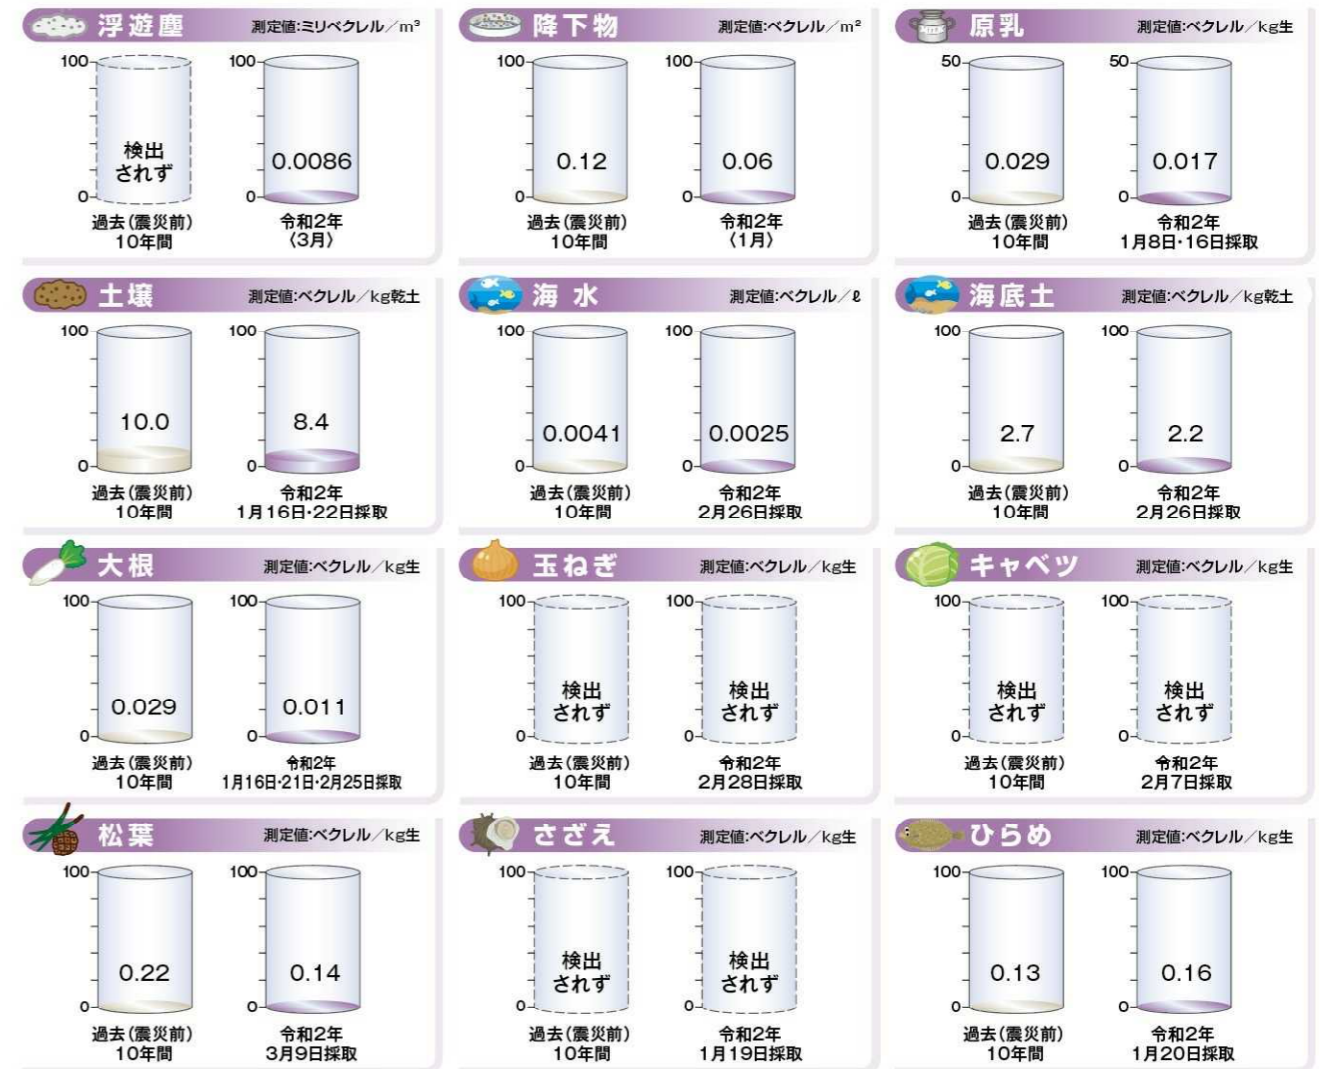 浮遊塵 測定値:ミリベクレル/m³
100
0
検出
されず
過去(震災前)
10年間
100
0
0.0086
令和2年
〈3月〉
降下物 測定値:ベクレル/m²
100
0
0.12
過去(震災前)
10年間
100
0
0.06
令和2年
〈1月〉
原乳 測定値:ベクレル/kg生
50
0
0.029
過去(震災前)
10年間
50
0
0.017
令和2年
1月8日・16日採取
土壌 測定値:ベクレル/kg乾土
100
0
10.0
過去(震災前)
10年間
100
0
8.4
令和2年
1月16日・22日採取
海水 測定値:ベクレル/ℓ
100
0
0.0041
過去(震災前)
10年間
100
0
0.0025
令和2年
2月26日採取
海底土 測定値:ベクレル/kg乾土
100
0
2.7
過去(震災前)
10年間
100
0
2.2
令和2年
2月26日採取
大根 測定値:ベクレル/kg生
100
0
0.029
過去(震災前)
10年間
100
0
0.011
令和2年
1月16日・21日・2月25日採取
玉ねぎ 測定値:ベクレル/kg生
100
0
検出
されず
過去(震災前)
10年間
100
0
検出
されず
令和2年
2月28日採取
キャベツ 測定値:ベクレル/kg生
100
0
検出
されず
過去(震災前)
10年間
100
0
検出
されず
令和2年
2月7日採取
松葉 測定値:ベクレル/kg生
100
0
0.22
過去(震災前)
10年間
100
0
0.14
令和2年
3月9日採取
さざえ 測定値:ベクレル/kg生
100
0
検出
されず
過去(震災前)
10年間
100
0
検出
されず
令和2年
1月19日採取
ひらめ 測定値:ベクレル/kg生
100
0
0.13
過去(震災前)
10年間
100
0
0.16
令和2年
1月20日採取